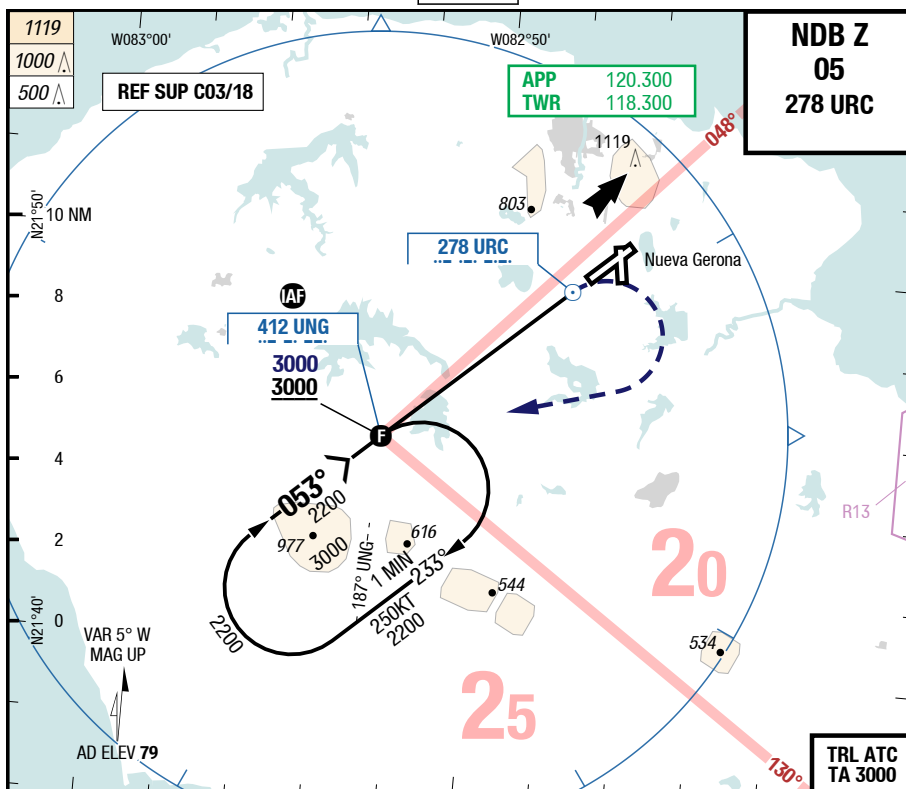 1119
1000
500
W083°00'
W082°50'
REF SUP C03/18
APP 120.300
TWR 118.300
NDB Z
05
278 URC
048°
1119
803
N21°50'
10 NM
278 URC
Nueva Gerona
IAF
412 UNG
3000
3000
8
6
F
4
053°
2200
R13
977
3000
616
187° UNG
1 MIN
233°
2
250KT
2200
544
20
2200
N21°40'
0
534
VAR 5° W
MAG UP
25
AD ELEV 79
130°
TRL ATC
TA 3000